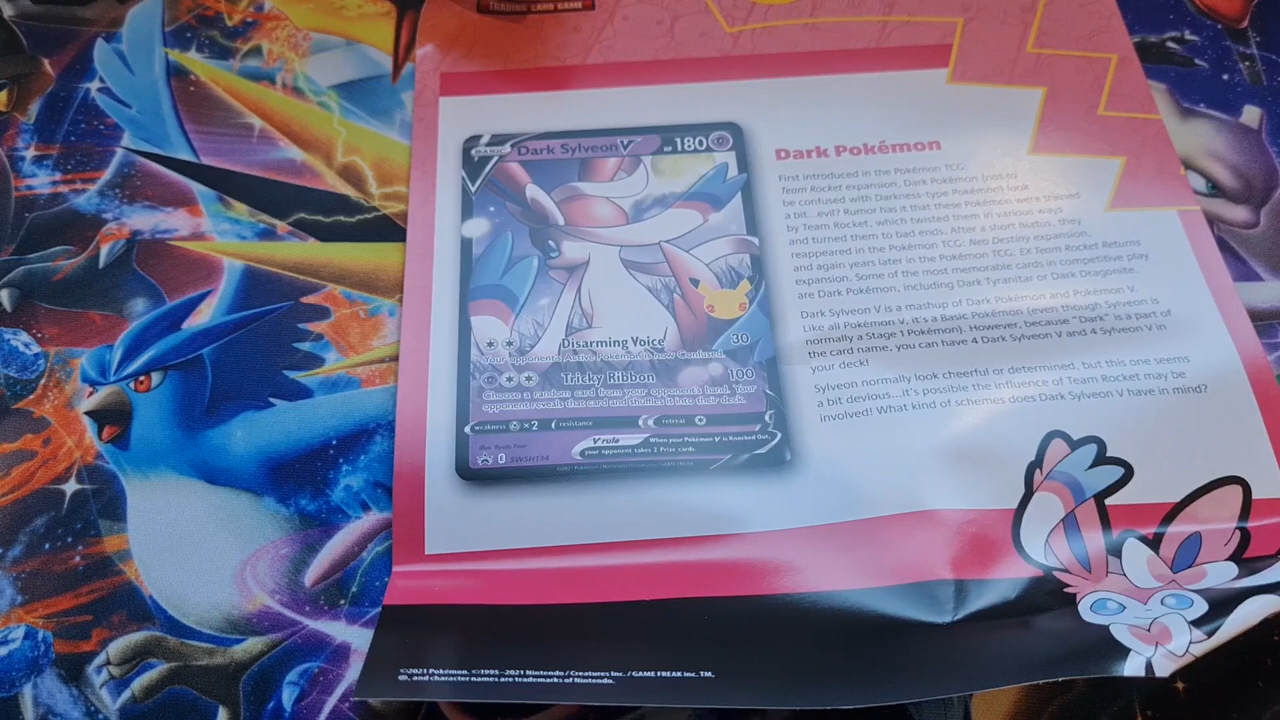 TRADING CARD GAME
BASIC Dark Sylveon V HP 180
Disarming Voice 30
Your opponent's Active Pokémon is now Confused.
Tricky Ribbon 100
Choose a random card from your opponent's hand. Your
opponent reveals that card and shuffles it into their deck.
weakness ×2 resistance retreat
V rule When your Pokémon V is Knocked Out,
your opponent takes 2 Prize cards.
SWSH134
Dark Pokémon
First introduced in the Pokémon TCG:
Team Rocket expansion, Dark Pokémon (not to
be confused with Darkness-type Pokémon) look
a bit...evil? Rumor has it that these Pokémon were trained
by Team Rocket, which twisted them in various ways
and turned them to bad ends. After a short hiatus, they
reappeared in the Pokémon TCG: Neo Destiny expansion,
and again years later in the Pokémon TCG: EX Team Rocket Returns
expansion. Some of the most memorable cards in competitive play
are Dark Pokémon, including Dark Tyranitar or Dark Dragonite.
Dark Sylveon V is a mashup of Dark Pokémon and Pokémon V.
Like all Pokémon V, it's a Basic Pokémon (even though Sylveon is
normally a Stage 1 Pokémon). However, because "Dark" is a part of
the card name, you can have 4 Dark Sylveon V and 4 Sylveon V in
your deck!
Sylveon normally look cheerful or determined, but this one seems
a bit devious...it's possible the influence of Team Rocket may be
involved! What kind of schemes does Dark Sylveon V have in mind?
©2021 Pokémon. ©1995–2021 Nintendo / Creatures Inc. / GAME FREAK inc. TM,
®, and character names are trademarks of Nintendo.